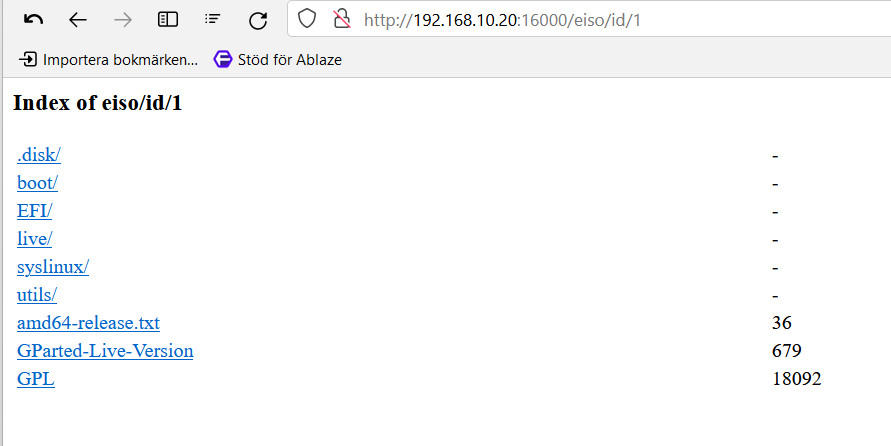 http://192.168.10.20:16000/eiso/id/1
Importera bokmärken... Stöd för Ablaze
Index of eiso/id/1
.disk/ -
boot/ -
EFI/ -
live/ -
syslinux/ -
utils/ -
amd64-release.txt 36
GParted-Live-Version 679
GPL 18092